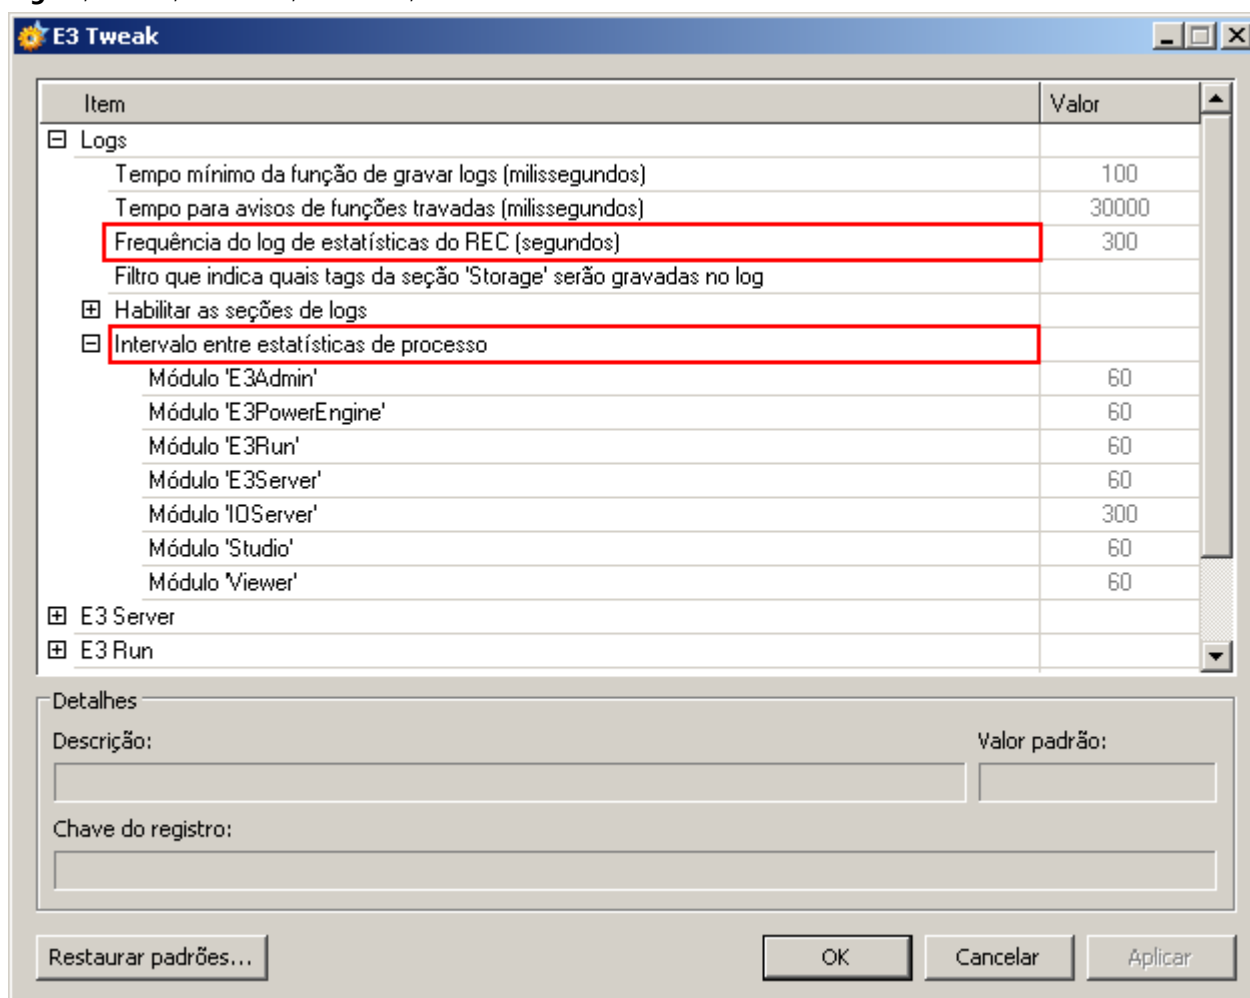 E3 Tweak
Item Valor
Logs
Tempo mínimo da função de gravar logs (milissegundos) 100
Tempo para avisos de funções travadas (milissegundos) 30000
Frequência do log de estatísticas do REC (segundos) 300
Filtro que indica quais tags da seção 'Storage' serão gravadas no log
Habilitar as seções de logs
Intervalo entre estatísticas de processo
Módulo 'E3Admin' 60
Módulo 'E3PowerEngine' 60
Módulo 'E3Run' 60
Módulo 'E3Server' 60
Módulo 'IOServer' 300
Módulo 'Studio' 60
Módulo 'Viewer' 60
E3 Server
E3 Run
Detalhes
Descrição: Valor padrão:
Chave do registro:
Restaurar padrões... OK Cancelar Aplicar